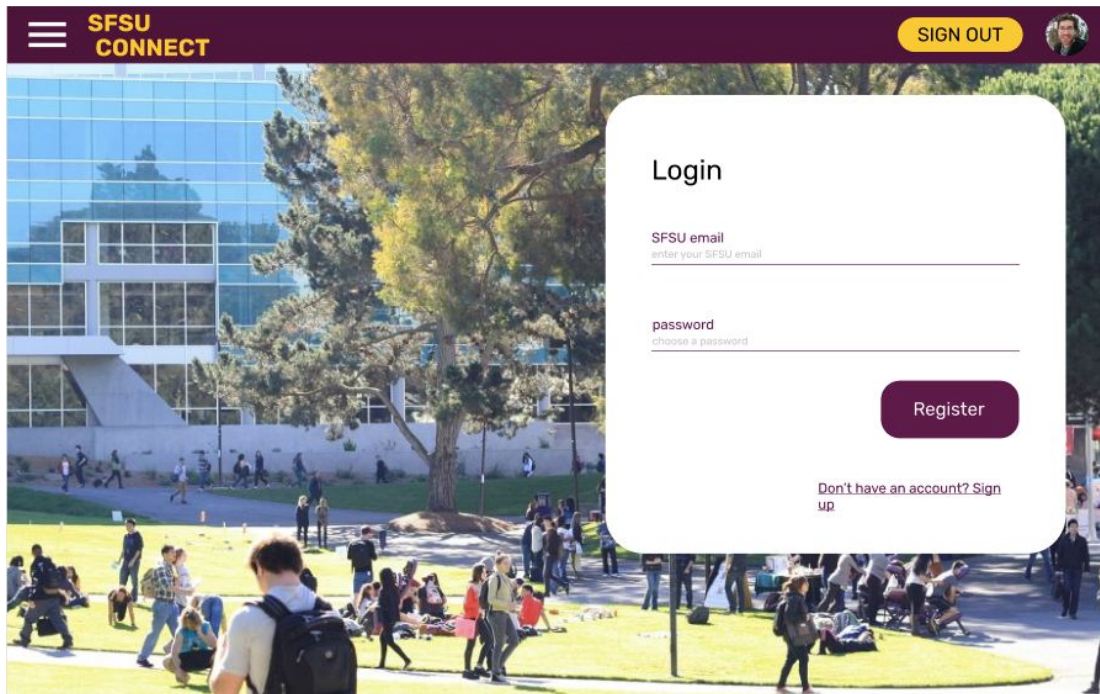 SFSU
CONNECT
SIGN OUT
Login
SFSU email
enter your SFSU email
password
choose a password
Register
Don't have an account? Sign
up